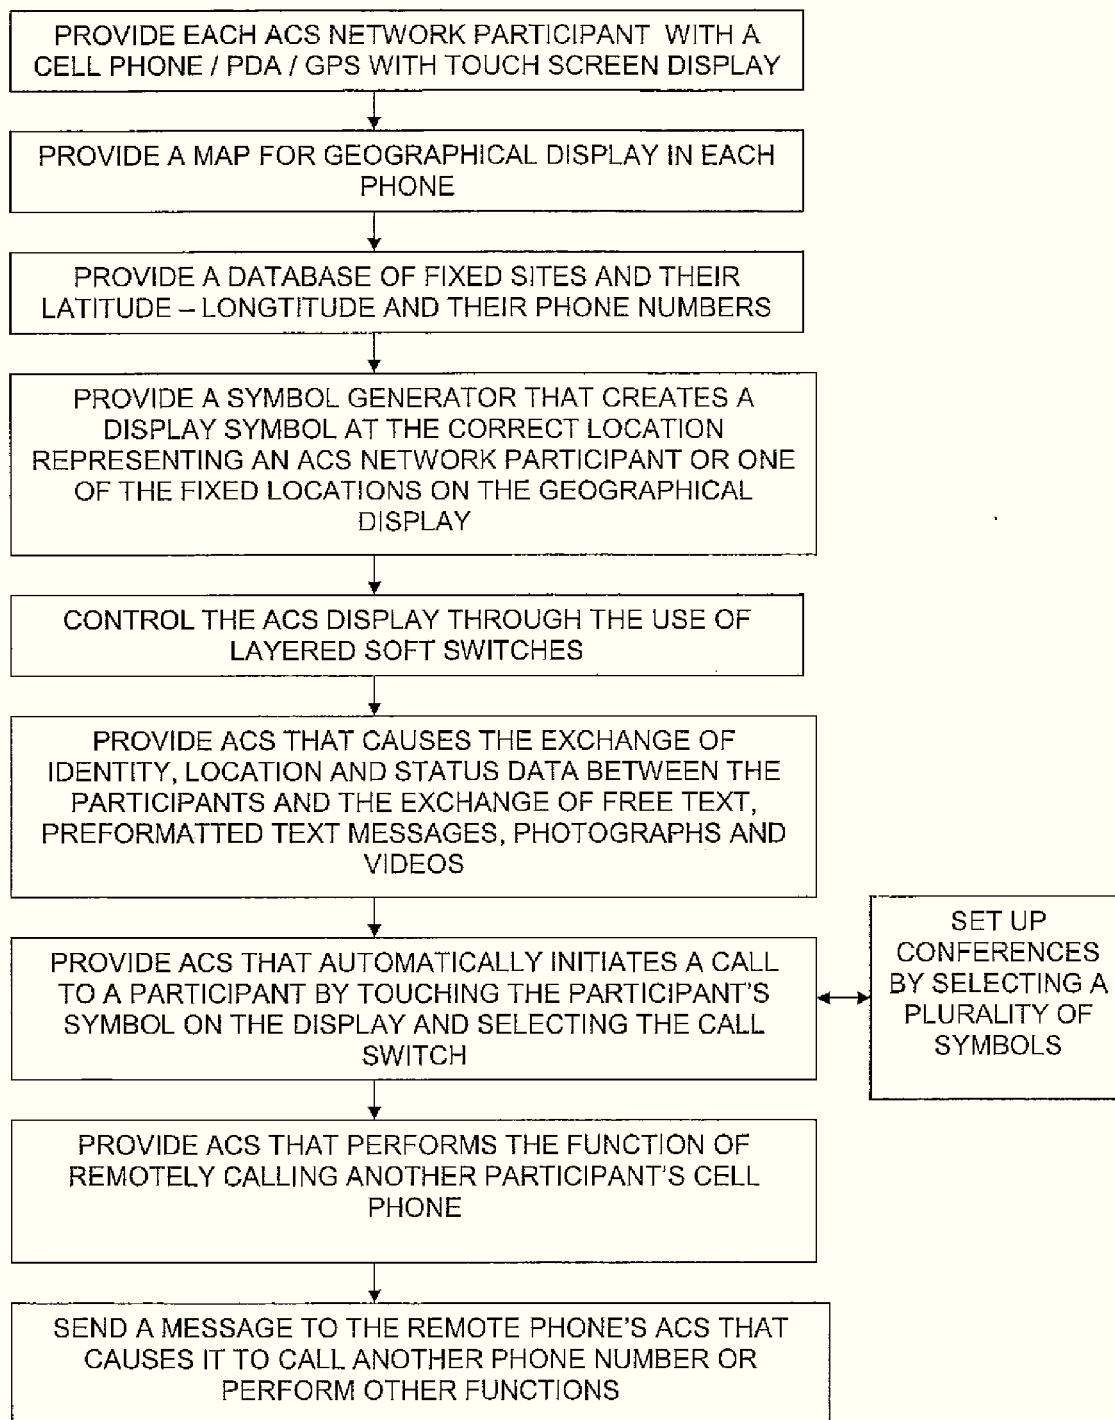 PROVIDE EACH ACS NETWORK PARTICIPANT WITH A
CELL PHONE / PDA / GPS WITH TOUCH SCREEN DISPLAY
PROVIDE A MAP FOR GEOGRAPHICAL DISPLAY IN EACH
PHONE
PROVIDE A DATABASE OF FIXED SITES AND THEIR
LATITUDE – LONGTITUDE AND THEIR PHONE NUMBERS
PROVIDE A SYMBOL GENERATOR THAT CREATES A
DISPLAY SYMBOL AT THE CORRECT LOCATION
REPRESENTING AN ACS NETWORK PARTICIPANT OR ONE
OF THE FIXED LOCATIONS ON THE GEOGRAPHICAL
DISPLAY
CONTROL THE ACS DISPLAY THROUGH THE USE OF
LAYERED SOFT SWITCHES
PROVIDE ACS THAT CAUSES THE EXCHANGE OF
IDENTITY, LOCATION AND STATUS DATA BETWEEN THE
PARTICIPANTS AND THE EXCHANGE OF FREE TEXT,
PREFORMATTED TEXT MESSAGES, PHOTOGRAPHS AND
VIDEOS
PROVIDE ACS THAT AUTOMATICALLY INITIATES A CALL
TO A PARTICIPANT BY TOUCHING THE PARTICIPANT'S
SYMBOL ON THE DISPLAY AND SELECTING THE CALL
SWITCH
SET UP
CONFERENCES
BY SELECTING A
PLURALITY OF
SYMBOLS
PROVIDE ACS THAT PERFORMS THE FUNCTION OF
REMOTELY CALLING ANOTHER PARTICIPANT'S CELL
PHONE
SEND A MESSAGE TO THE REMOTE PHONE'S ACS THAT
CAUSES IT TO CALL ANOTHER PHONE NUMBER OR
PERFORM OTHER FUNCTIONS